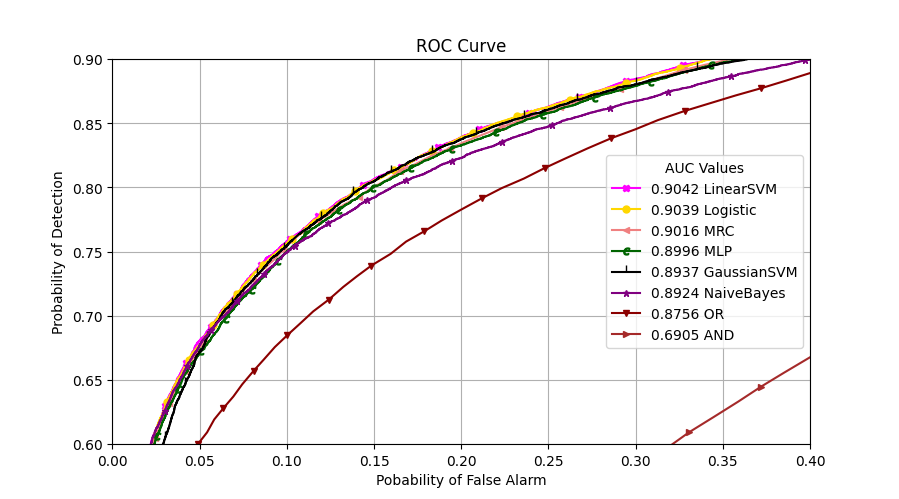 ROC Curve
Probability of Detection
0.90
0.85
0.80
0.75
0.70
0.65
0.60
AUC Values
0.9042 LinearSVM
0.9039 Logistic
0.9016 MRC
0.8996 MLP
0.8937 GaussianSVM
0.8924 NaiveBayes
0.8756 OR
0.6905 AND
0.00 0.05 0.10 0.15 0.20 0.25 0.30 0.35 0.40
Pobability of False Alarm